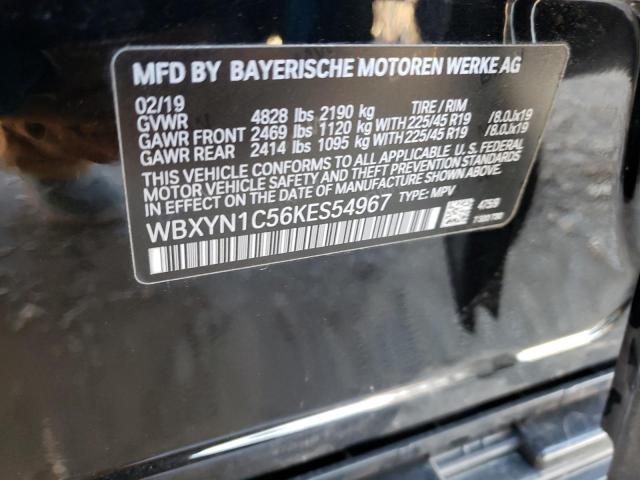 MFD BY BAYERISCHE MOTOREN WERKE AG
02/19
GVWR 4828 lbs 2190 kg TIRE / RIM
GAWR FRONT 2469 lbs 1120 kg WITH 225/45 R19 /8.0Jx19
GAWR REAR 2414 lbs 1095 kg WITH 225/45 R19 /8.0Jx19
THIS VEHICLE CONFORMS TO ALL APPLICABLE U.S. FEDERAL
MOTOR VEHICLE SAFETY, BUMPER AND THEFT PREVENTION
STANDARDS IN EFFECT ON THE DATE OF MANUFACTURE SHOWN ABOVE.
WBXYN1C56KES54967 TYPE: MPV